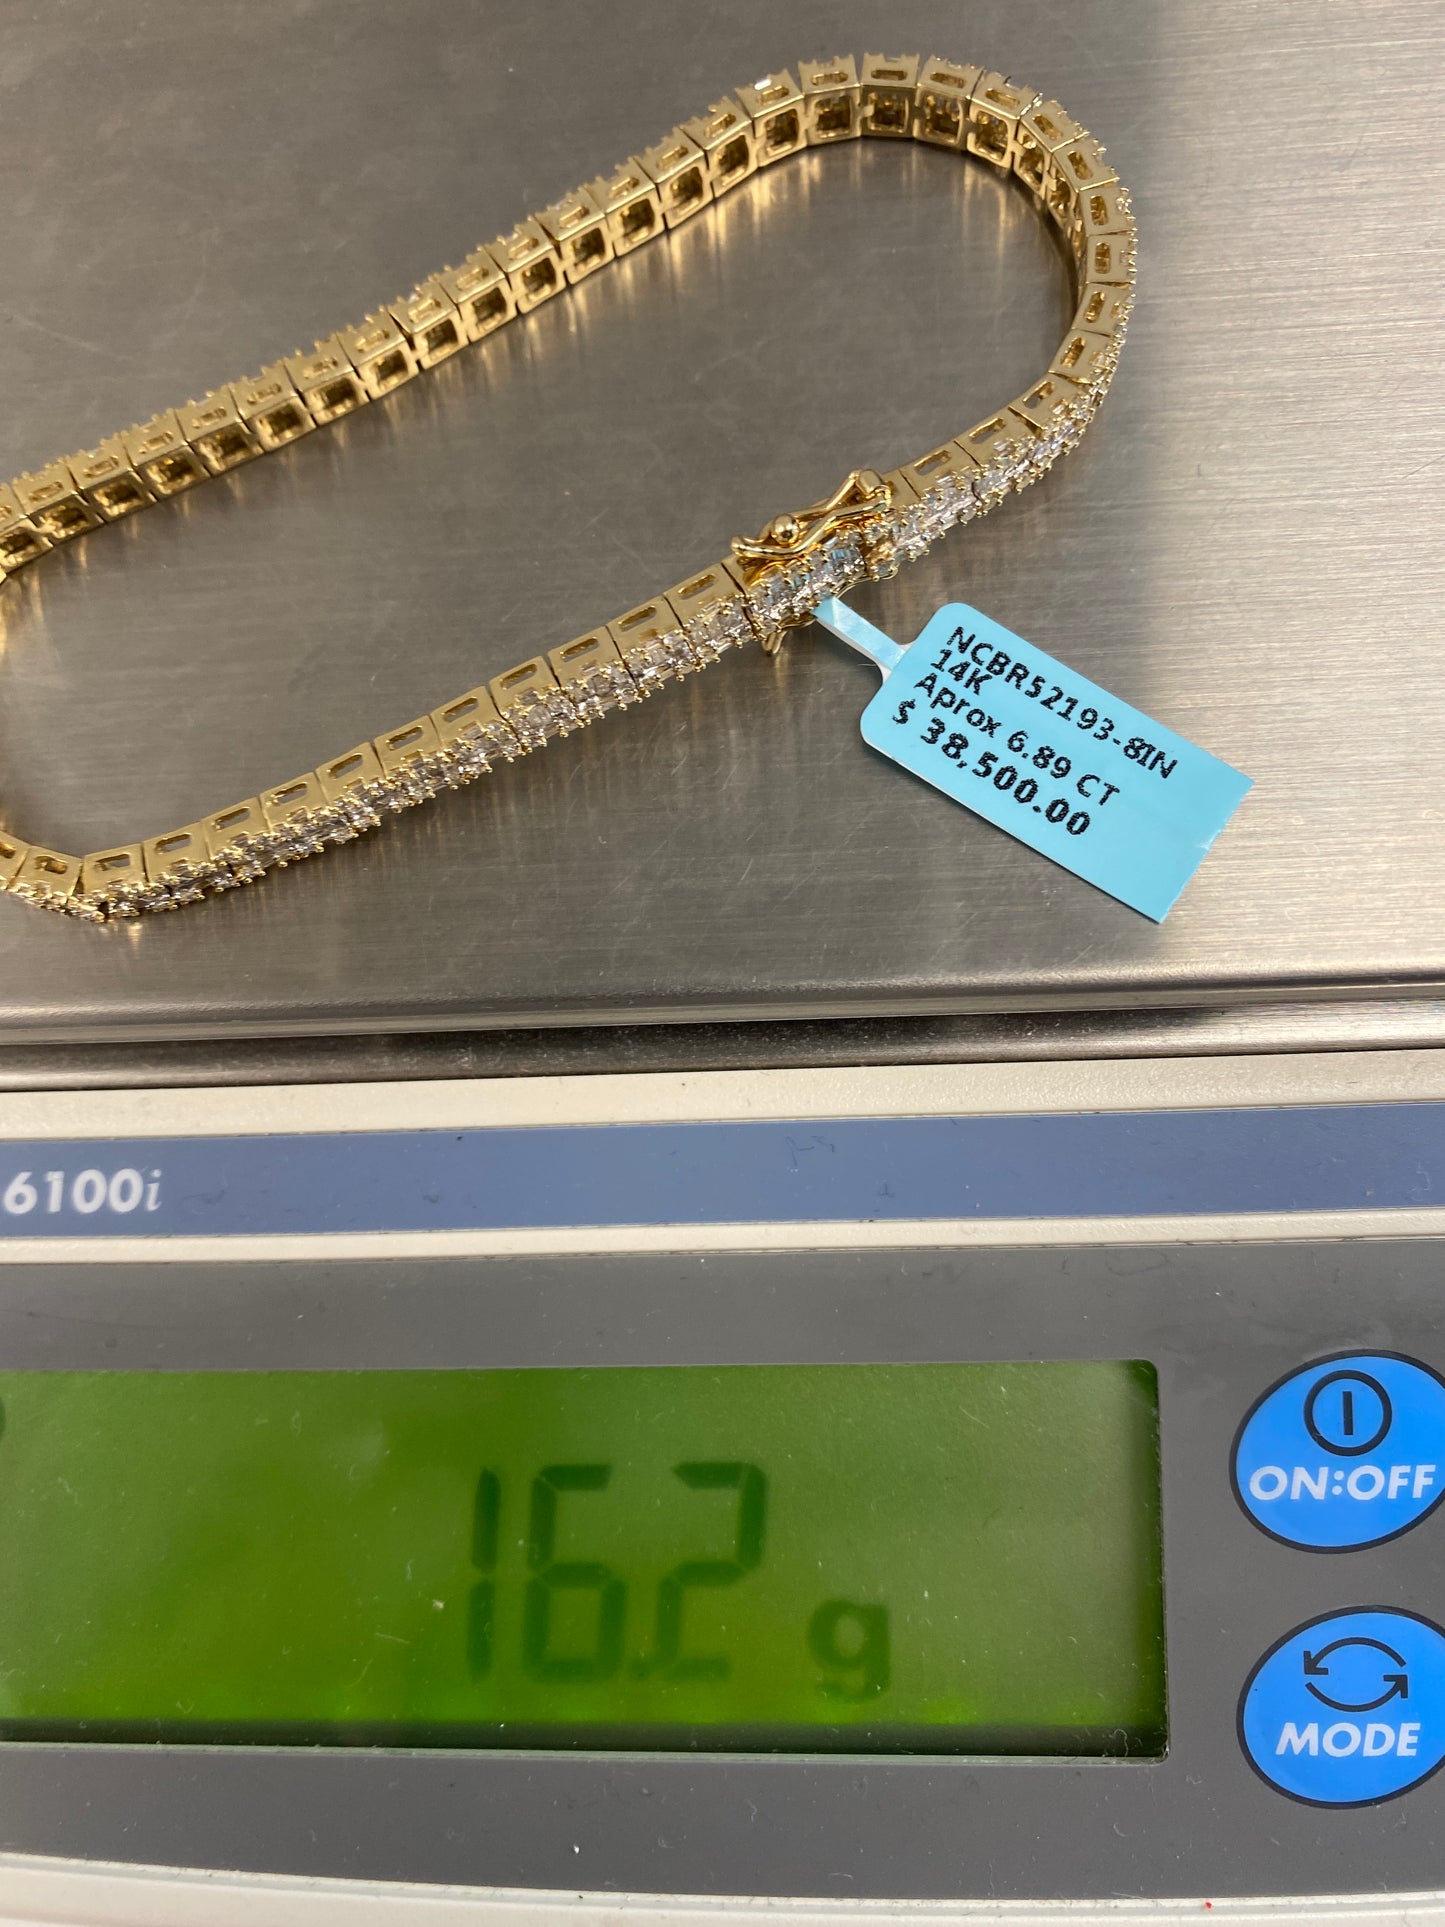 NCBR52193-8IN
14K
Aprox 6.89 CT
$ 38,500.00
6100i
16.2 g
ON:OFF
MODE